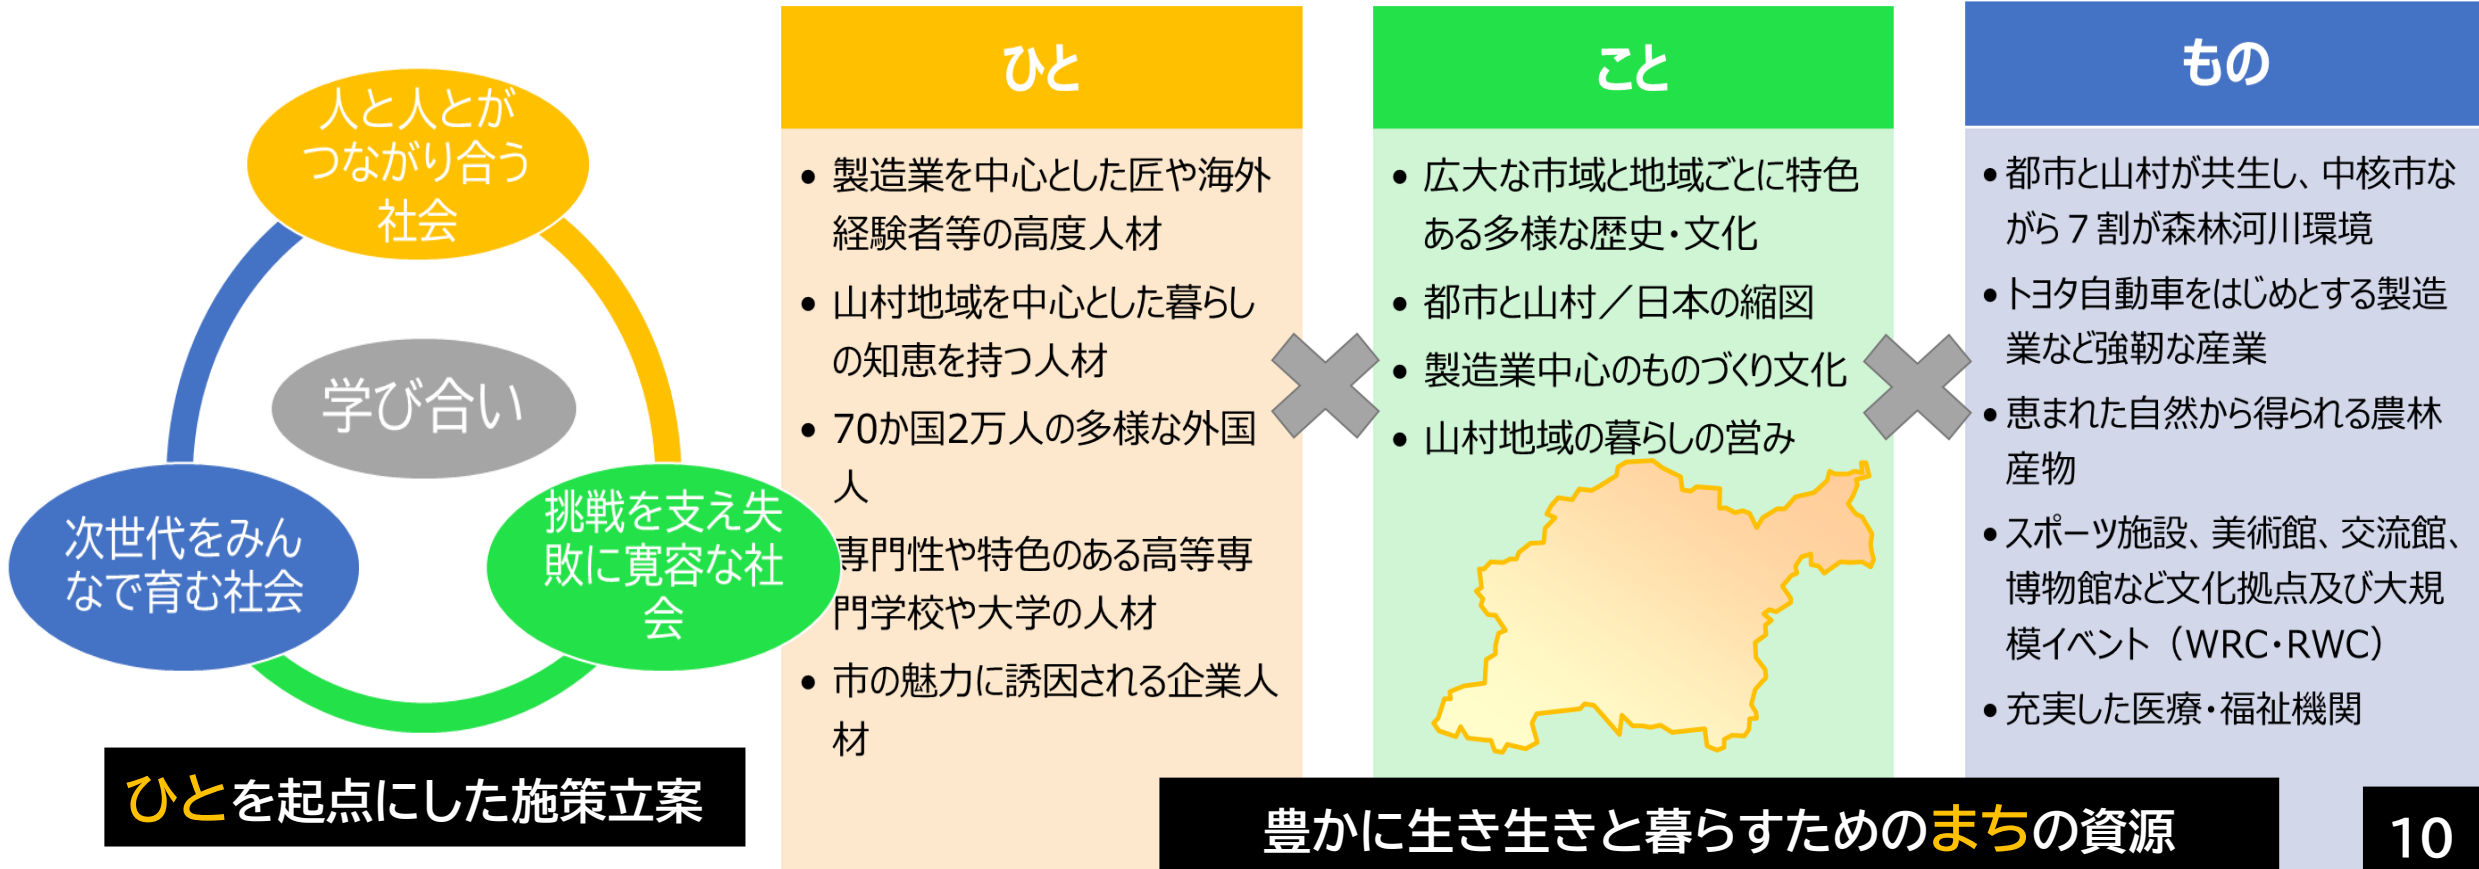 人と人とが
つながり合う
社会
学び合い
次世代をみん
なで育む社会
挑戦を支え失
敗に寛容な社
会
ひとを起点にした施策立案
ひと
• 製造業を中心とした匠や海外
経験者等の高度人材
• 山村地域を中心とした暮らし
の知恵を持つ人材
• 70か国2万人の多様な外国
人
専門性や特色のある高等専
門学校や大学の人材
• 市の魅力に誘因される企業人
材
こと
• 広大な市域と地域ごとに特色
ある多様な歴史・文化
• 都市と山村／日本の縮図
• 製造業中心のものづくり文化
• 山村地域の暮らしの営み
もの
• 都市と山村が共生し、中核市な
がら７割が森林河川環境
• トヨタ自動車をはじめとする製造
業など強靭な産業
• 恵まれた自然から得られる農林
産物
• スポーツ施設、美術館、交流館、
博物館など文化拠点及び大規
模イベント（WRC・RWC）
• 充実した医療・福祉機関
豊かに生き生きと暮らすためのまちの資源
10